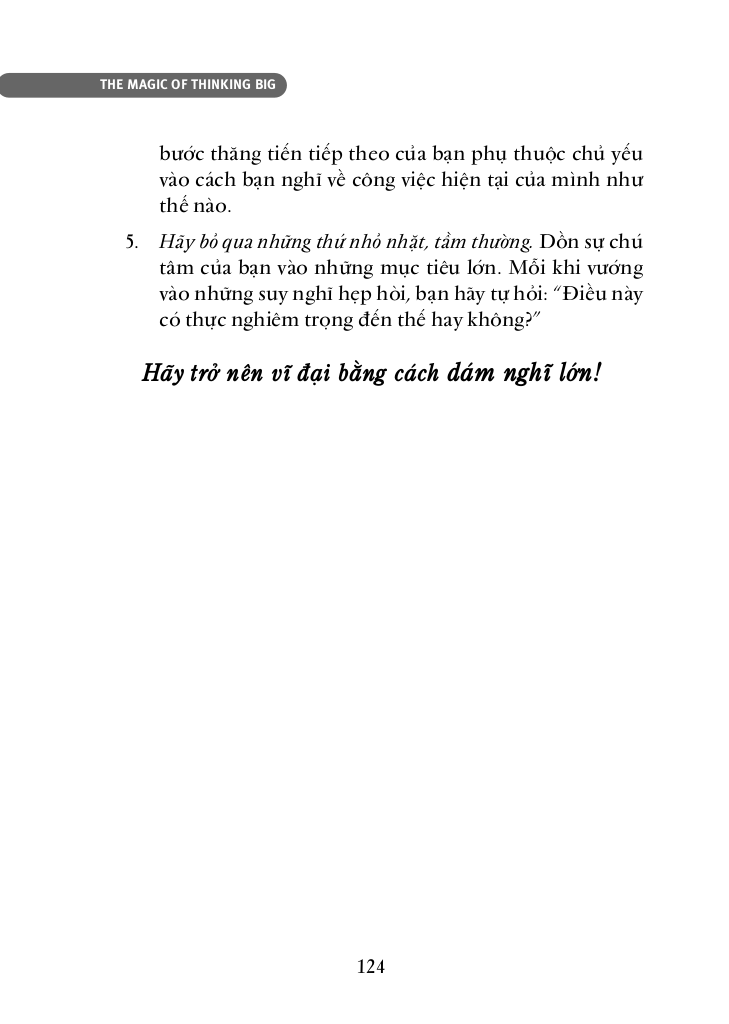 THE MAGIC OF THINKING BIG
bước thăng tiến tiếp theo của bạn phụ thuộc chủ yếu
vào cách bạn nghĩ về công việc hiện tại của mình như
thế nào.
5. Hãy bỏ qua những thứ nhỏ nhặt, tầm thường. Dồn sự chú
tâm của bạn vào những mục tiêu lớn. Mỗi khi vướng
vào những suy nghĩ hẹp hòi, bạn hãy tự hỏi: “Điều này
có thực nghiêm trọng đến thế hay không?”
Hãy trở nên vĩ đại bằng cách dám nghĩ lớn!
124